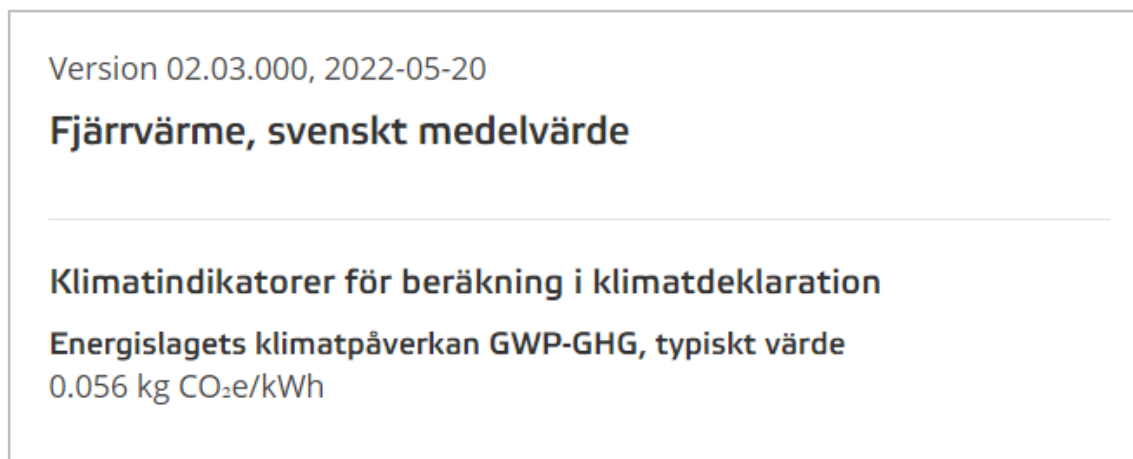 Version 02.03.000, 2022-05-20
Fjärrvärme, svenskt medelvärde
Klimatindikatorer för beräkning i klimatdeklaration
Energislagets klimatpåverkan GWP-GHG, typiskt värde
0.056 kg CO₂e/kWh